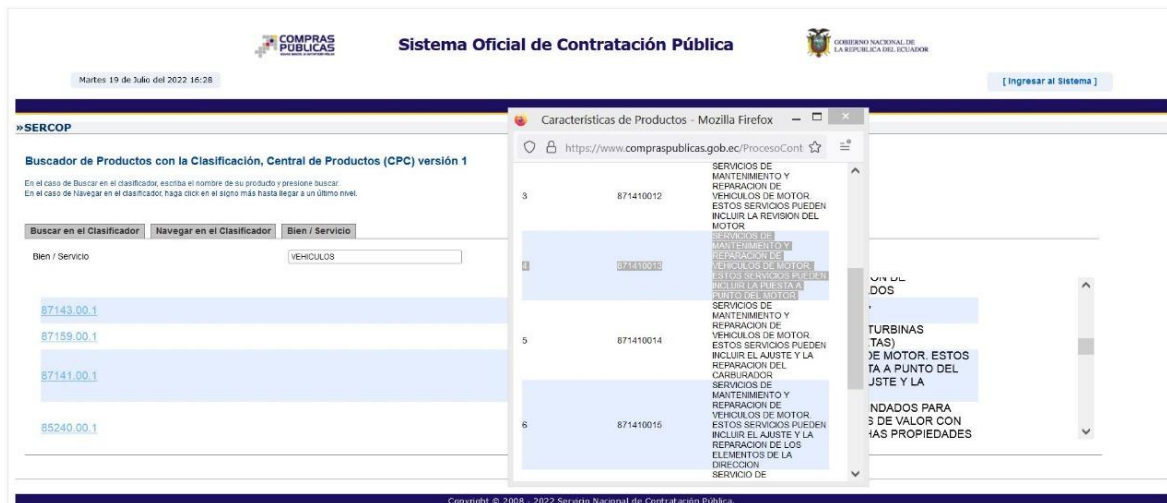 COMPRAS
PÚBLICAS
Sistema Oficial de Contratación Pública
GOBIERNO NACIONAL DE
LA REPUBLICA DEL ECUADOR
Martes 19 de Julio del 2022 16:28
[ Ingresar al Sistema ]
»SERCOP
Buscador de Productos con la Clasificación, Central de Productos (CPC) versión 1
En el caso de Buscar en el clasificador, escriba el nombre de su producto y presione buscar.
En el caso de Navegar en el clasificador, haga click en el signo más hasta llegar a un último nivel.
Buscar en el Clasificador
Navegar en el Clasificador
Bien / Servicio
Bien / Servicio
VEHICULOS
87143.00.1
87159.00.1
87141.00.1
85240.00.1
Características de Productos - Mozilla Firefox
https://www.compraspublicas.gob.ec/ProcesoCont
3
871410012
SERVICIOS DE
MANTENIMIENTO Y
REPARACION DE
VEHICULOS DE MOTOR.
ESTOS SERVICIOS PUEDEN
INCLUIR LA REVISION DEL
MOTOR
4
871410013
SERVICIOS DE
MANTENIMIENTO Y
REPARACION DE
VEHICULOS DE MOTOR.
ESTOS SERVICIOS PUEDEN
INCLUIR LA PUESTA A
PUNTO DEL MOTOR
5
871410014
SERVICIOS DE
MANTENIMIENTO Y
REPARACION DE
VEHICULOS DE MOTOR.
ESTOS SERVICIOS PUEDEN
INCLUIR EL AJUSTE Y LA
REPARACION DEL
CARBURADOR
6
871410015
SERVICIOS DE
MANTENIMIENTO Y
REPARACION DE
VEHICULOS DE MOTOR.
ESTOS SERVICIOS PUEDEN
INCLUIR EL AJUSTE Y LA
REPARACION DE LOS
ELEMENTOS DE LA
DIRECCION
SERVICIO DE
DOS
TURBINAS
TAS)
DE MOTOR. ESTOS
TA A PUNTO DEL
JSTE Y LA
NDADOS PARA
S DE VALOR CON
HAS PROPIEDADES
Copyright © 2008 - 2022 Servicio Nacional de Contratación Pública.